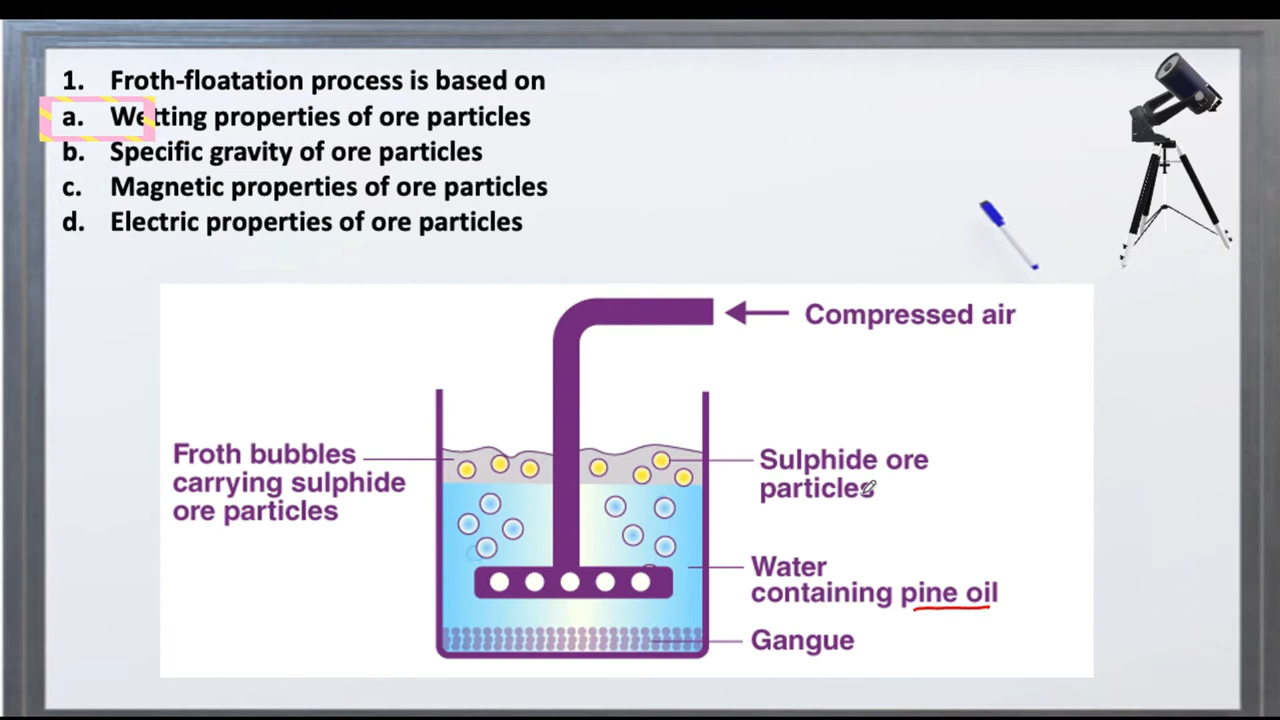 1. Froth-floatation process is based on
a. Wetting properties of ore particles
b. Specific gravity of ore particles
c. Magnetic properties of ore particles
d. Electric properties of ore particles
Compressed air
Froth bubbles
carrying sulphide
ore particles
Sulphide ore
particles
Water
containing pine oil
Gangue